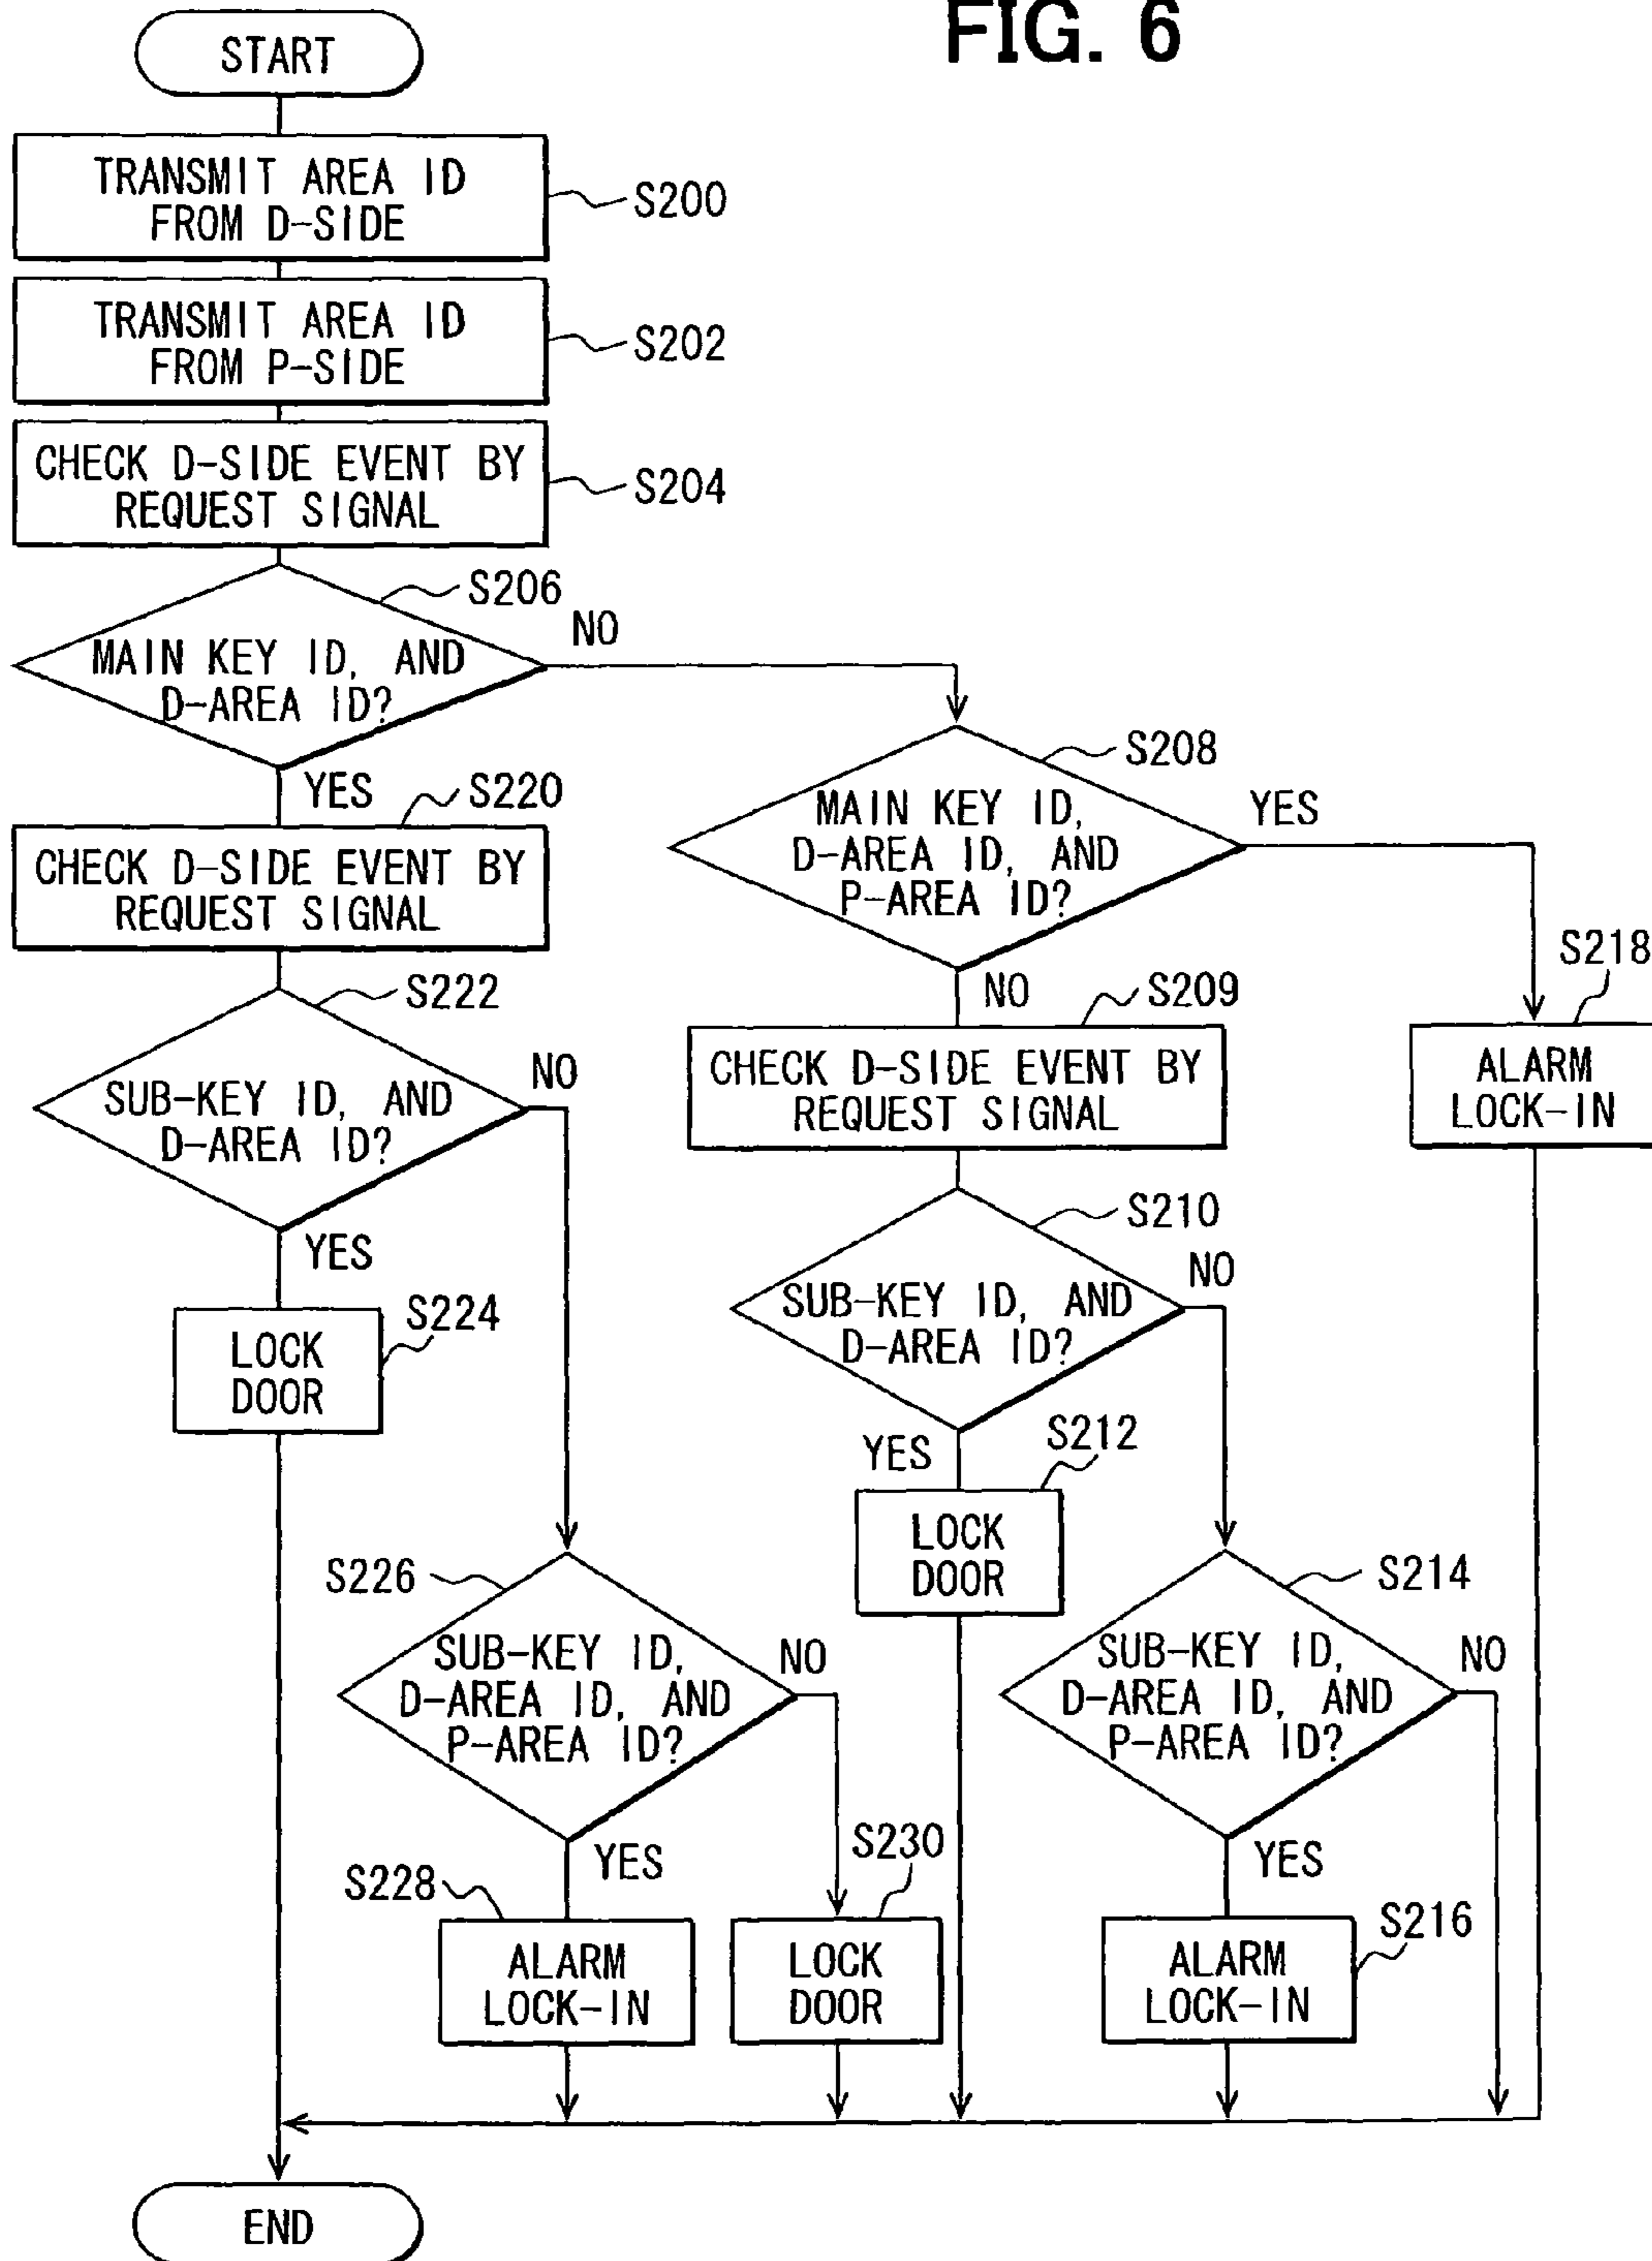 FIG. 6
START
TRANSMIT AREA ID
FROM D-SIDE
S200
TRANSMIT AREA ID
FROM P-SIDE
S202
CHECK D-SIDE EVENT BY
REQUEST SIGNAL
S204
S206
MAIN KEY ID, AND
D-AREA ID?
NO
YES
S220
CHECK D-SIDE EVENT BY
REQUEST SIGNAL
S208
MAIN KEY ID,
D-AREA ID, AND
P-AREA ID?
YES
NO
S218
ALARM
LOCK-IN
S222
SUB-KEY ID, AND
D-AREA ID?
NO
YES
S209
CHECK D-SIDE EVENT BY
REQUEST SIGNAL
S224
LOCK
DOOR
S210
SUB-KEY ID, AND
D-AREA ID?
NO
YES
S212
LOCK
DOOR
S226
SUB-KEY ID,
D-AREA ID, AND
P-AREA ID?
NO
YES
S214
SUB-KEY ID,
D-AREA ID, AND
P-AREA ID?
NO
YES
S228
ALARM
LOCK-IN
S230
LOCK
DOOR
S216
ALARM
LOCK-IN
END